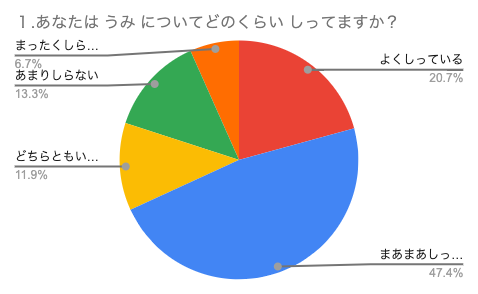 １.あなたは うみ についてどのくらい しってますか？
まったくしら…
6.7%
あまりしらない
13.3%
どちらともい…
11.9%
よくしっている
20.7%
まあまあしっ…
47.4%